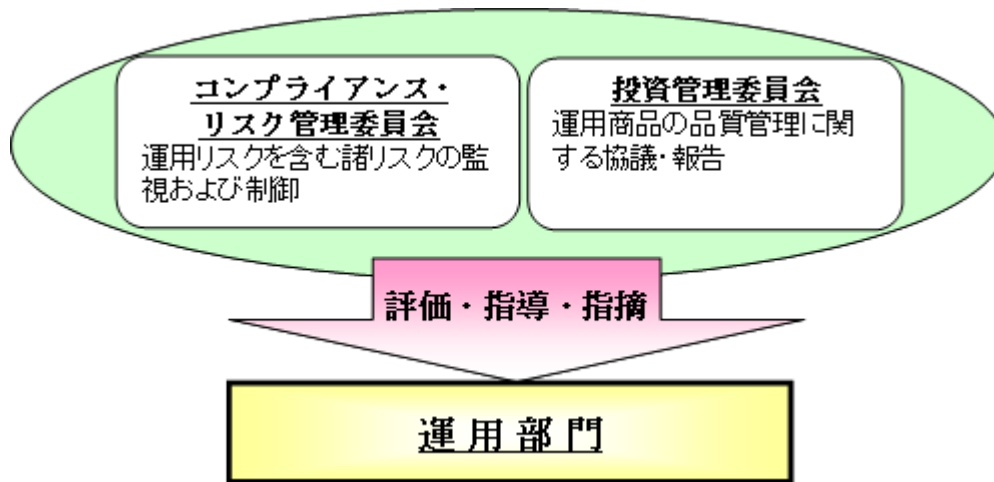 コンプライアンス・
リスク管理委員会
運用リスクを含む諸リスクの監
視および制御
投資管理委員会
運用商品の品質管理に関
する協議・報告
評価・指導・指摘
運用部門